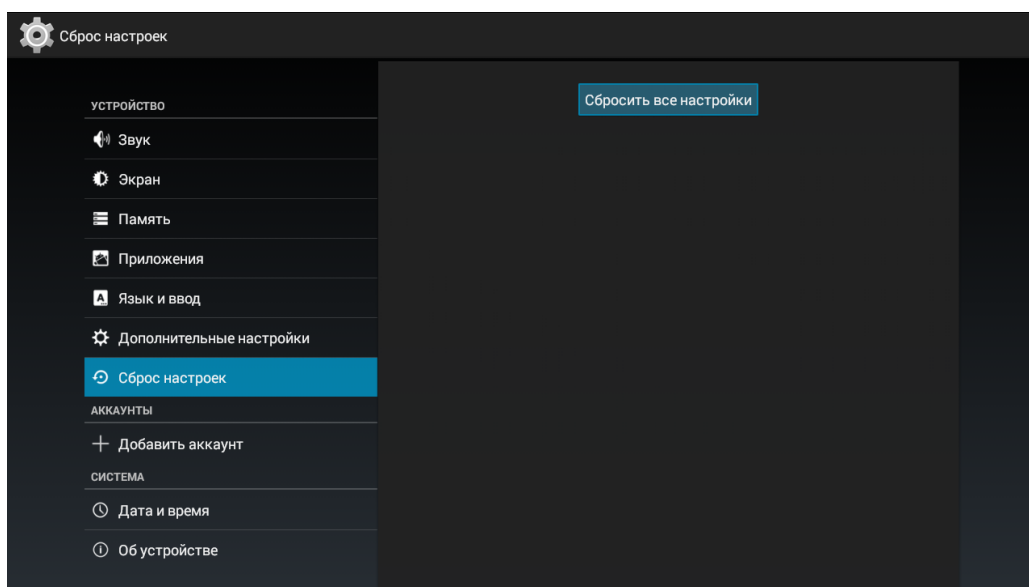 Сброс настроек
УСТРОЙСТВО
Звук
Экран
Память
Приложения
Язык и ввод
Дополнительные настройки
Сброс настроек
АККАУНТЫ
Добавить аккаунт
СИСТЕМА
Дата и время
Об устройстве
Сбросить все настройки